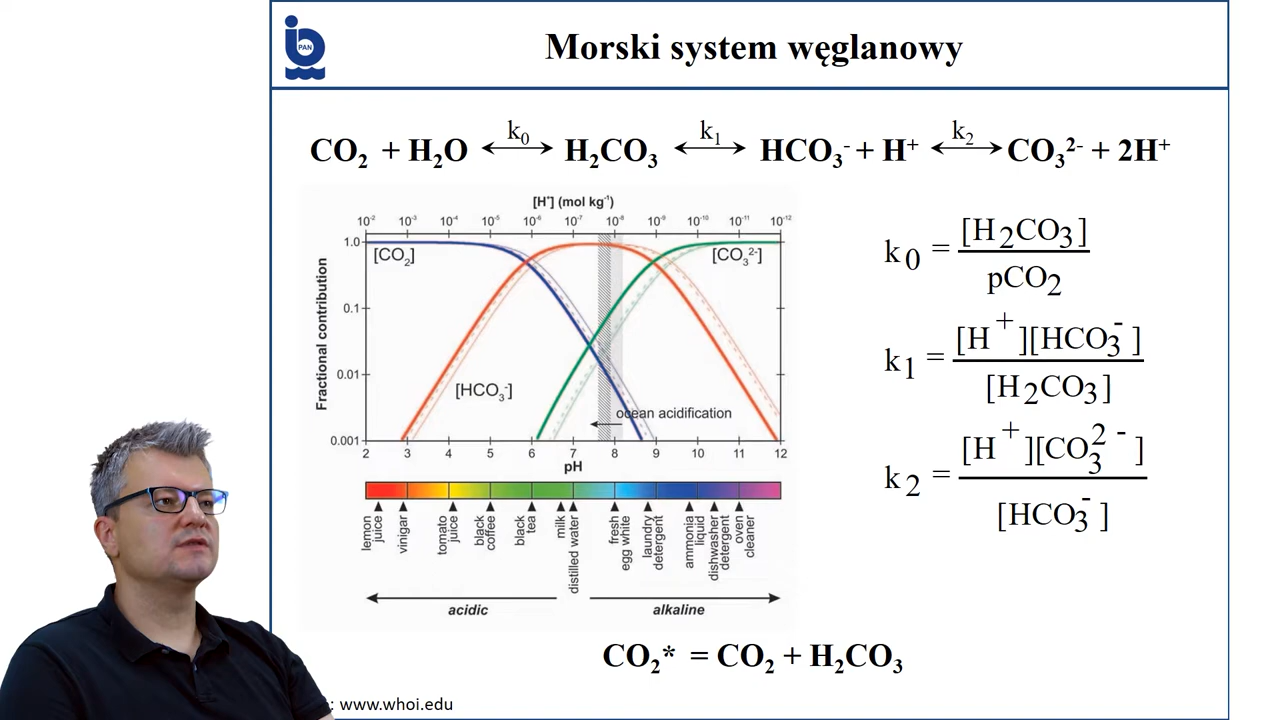 PAN
Morski system węglanowy
CO₂ + H₂O ⟷ H₂CO₃ ⟷ HCO₃⁻ + H⁺ ⟷ CO₃²⁻ + 2H⁺
k₀ k₁ k₂
[H⁺] (mol kg⁻¹)
10⁻² 10⁻³ 10⁻⁴ 10⁻⁵ 10⁻⁶ 10⁻⁷ 10⁻⁸ 10⁻⁹ 10⁻¹⁰ 10⁻¹¹ 10⁻¹²
Fractional contribution
1.0
0.1
0.01
0.001
[CO₂]
[CO₃²⁻]
[HCO₃⁻]
ocean acidification
2 3 4 5 6 7 8 9 10 11 12
pH
lemon juice
vinigar
tomato juice
black coffee
black tea
milk
distilled water
fresh egg white
laundry detergent
ammonia liquid
dishwasher detergent
oven cleaner
acidic
alkaline
k₀ = [H₂CO₃] / pCO₂
k₁ = [H⁺][HCO₃⁻] / [H₂CO₃]
k₂ = [H⁺][CO₃²⁻] / [HCO₃⁻]
CO₂* = CO₂ + H₂CO₃
: www.whoi.edu